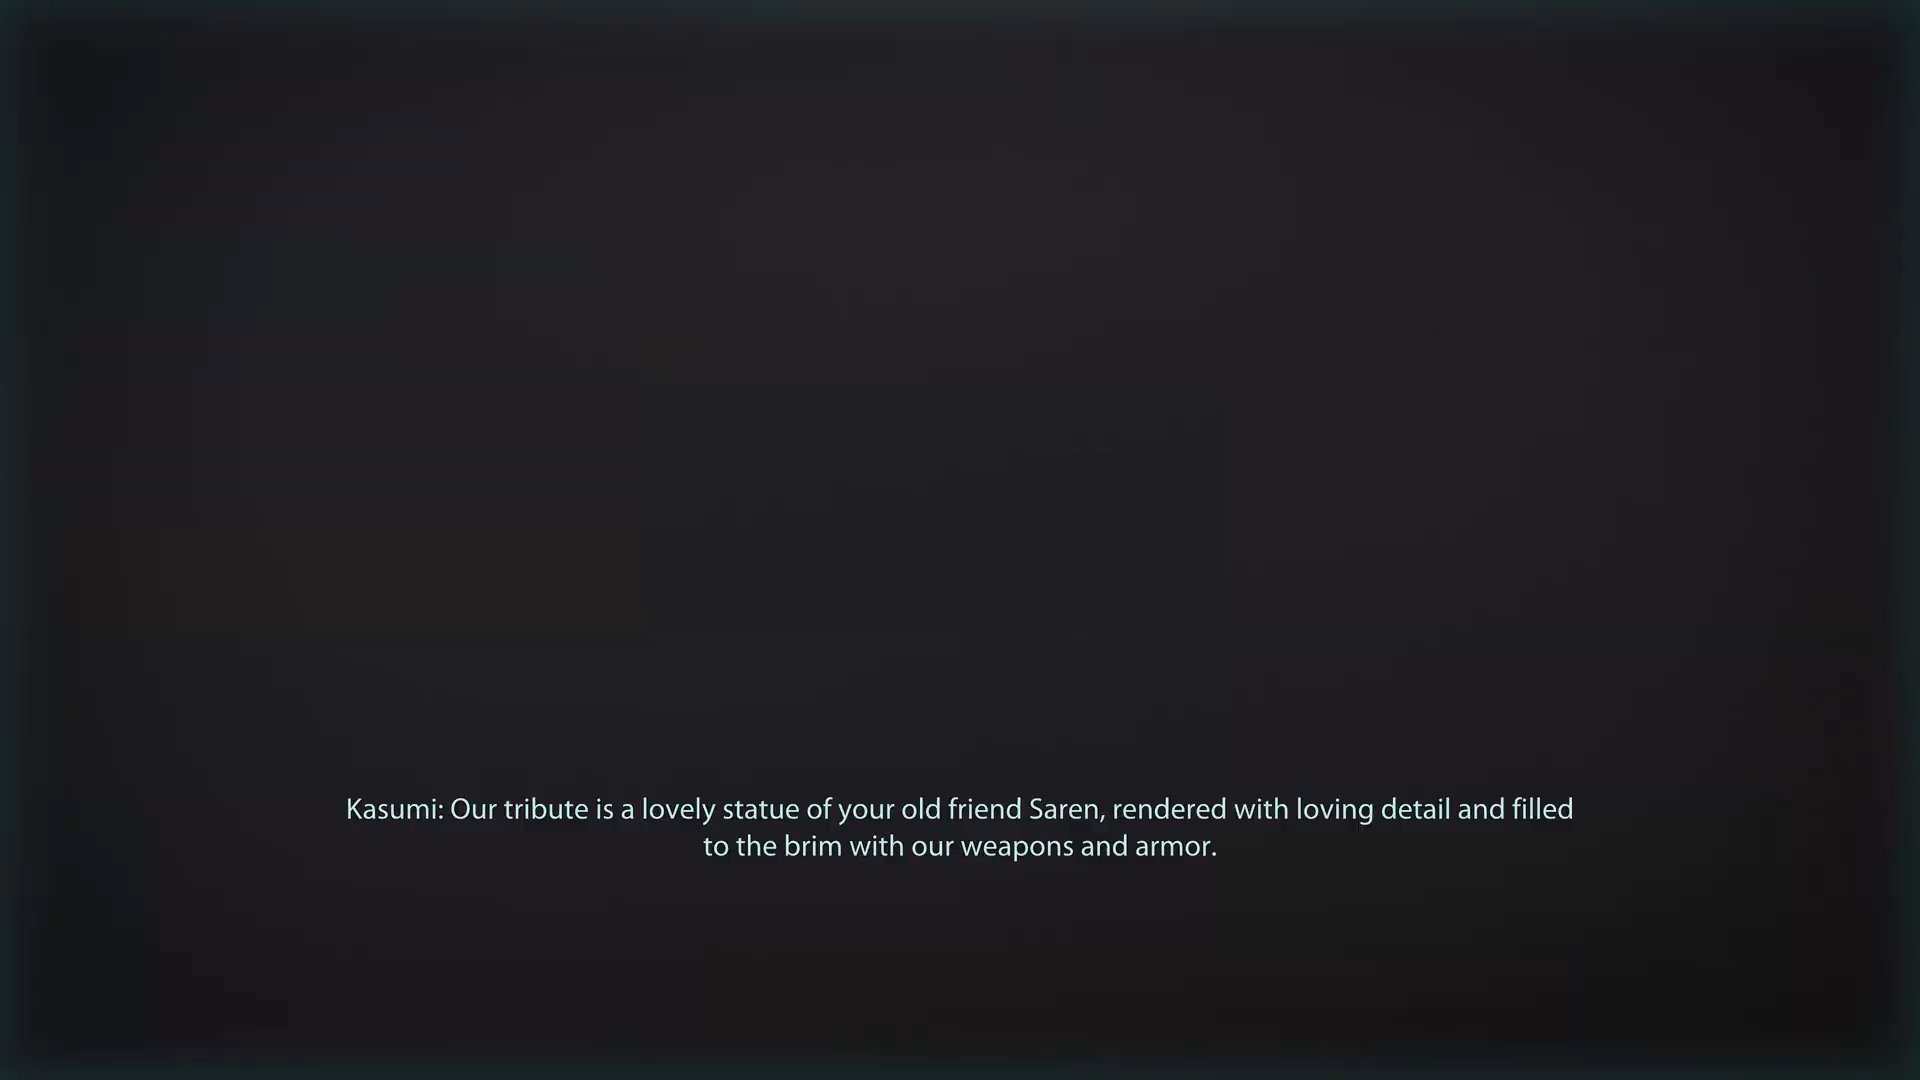 Kasumi: Our tribute is a lovely statue of your old friend Saren, rendered with loving detail and filled
to the brim with our weapons and armor.